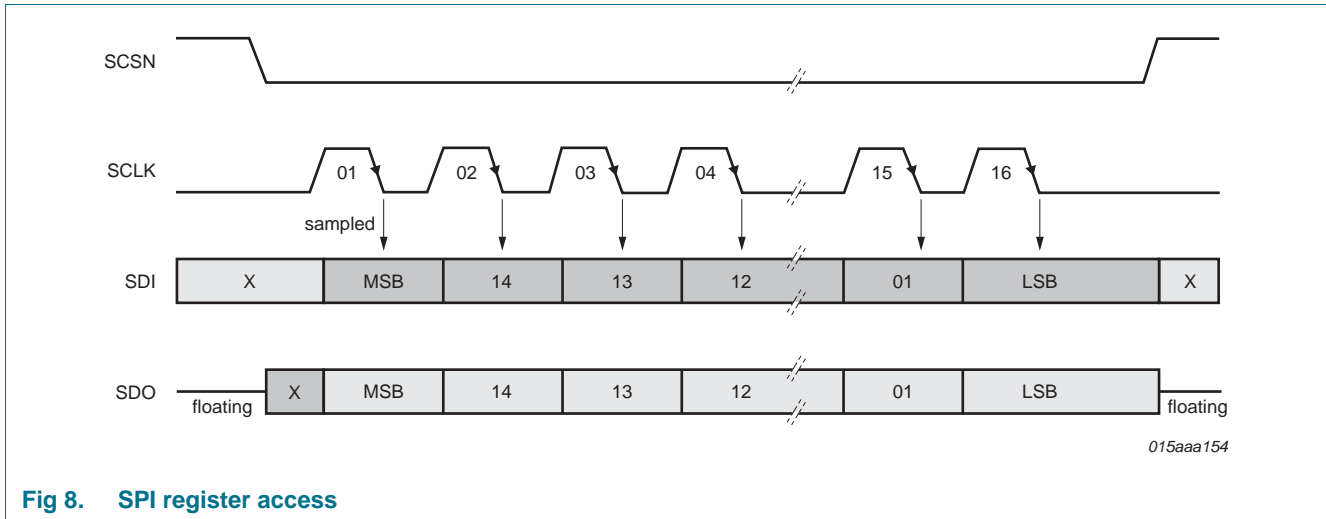 SCSN
SCLK
01 02 03 04 15 16
sampled
SDI X MSB 14 13 12 01 LSB X
SDO X MSB 14 13 12 01 LSB
floating floating
015aaa154
Fig 8. SPI register access